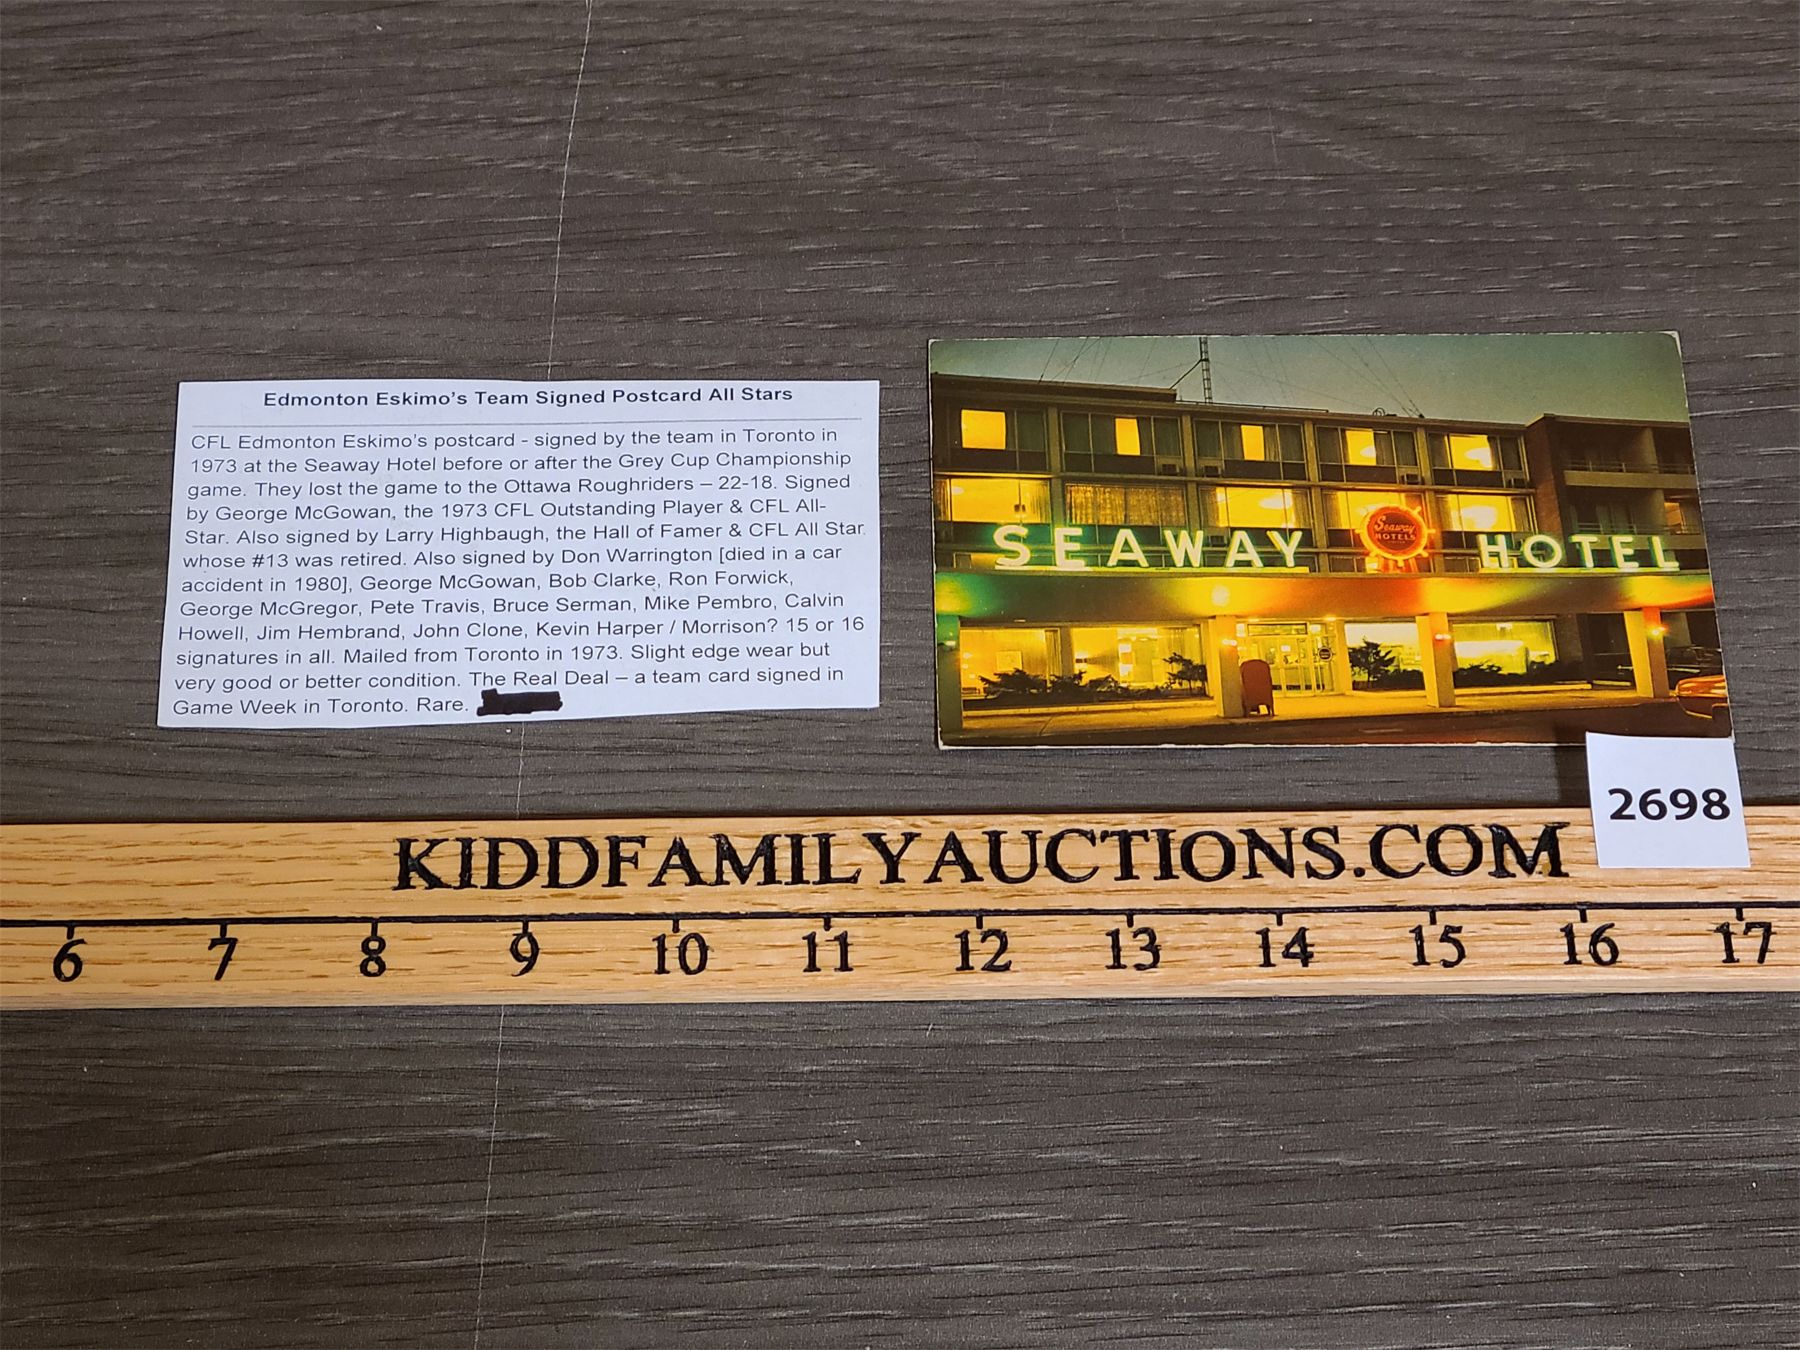 Edmonton Eskimo's Team Signed Postcard All Stars
CFL Edmonton Eskimo's postcard - signed by the team in Toronto in
1973 at the Seaway Hotel before or after the Grey Cup Championship
game. They lost the game to the Ottawa Roughriders – 22-18. Signed
by George McGowan, the 1973 CFL Outstanding Player & CFL All-
Star. Also signed by Larry Highbaugh, the Hall of Famer & CFL All Star
whose #13 was retired. Also signed by Don Warrington [died in a car
accident in 1980], George McGowan, Bob Clarke, Ron Forwick,
George McGregor, Pete Travis, Bruce Serman, Mike Pembro, Calvin
Howell, Jim Hembrand, John Clone, Kevin Harper / Morrison? 15 or 16
signatures in all. Mailed from Toronto in 1973. Slight edge wear but
very good or better condition. The Real Deal – a team card signed in
Game Week in Toronto. Rare.
SEAWAY Seaway HOTELS HOTEL
2698
KIDDFAMILYAUCTIONS.COM
6 7 8 9 10 11 12 13 14 15 16 17